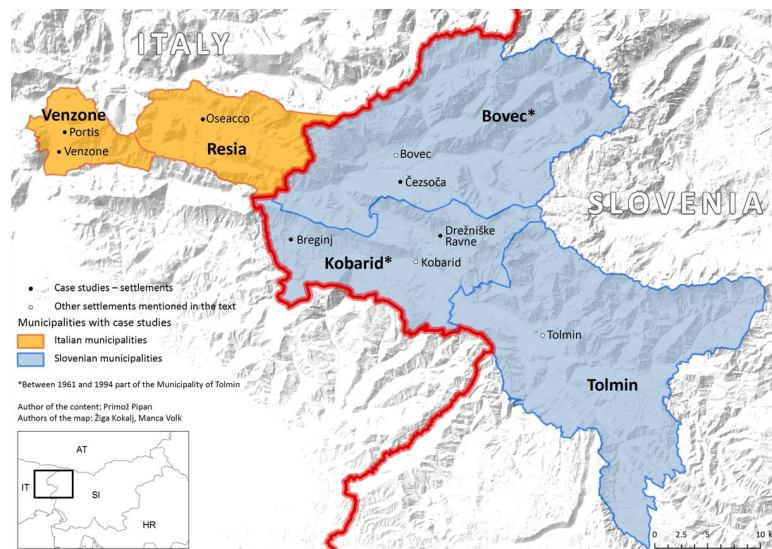 ITALY
Venzone
Portis
Venzone
Oseacco
Resia
Bovec*
Bovec
Čezsoča
SLOVENIA
Breginj
Drežniške
Ravne
Kobarid*
Kobarid
Tolmin
Tolmin
Case studies – settlements
Other settlements mentioned in the text
Municipalities with case studies
Italian municipalities
Slovenian municipalities
*Between 1961 and 1994 part of the Municipality of Tolmin
Author of the content: Primož Pipan
Authors of the map: Žiga Kokalj, Manca Volk
AT
IT
SI
HR
0 2.5 5 10 k